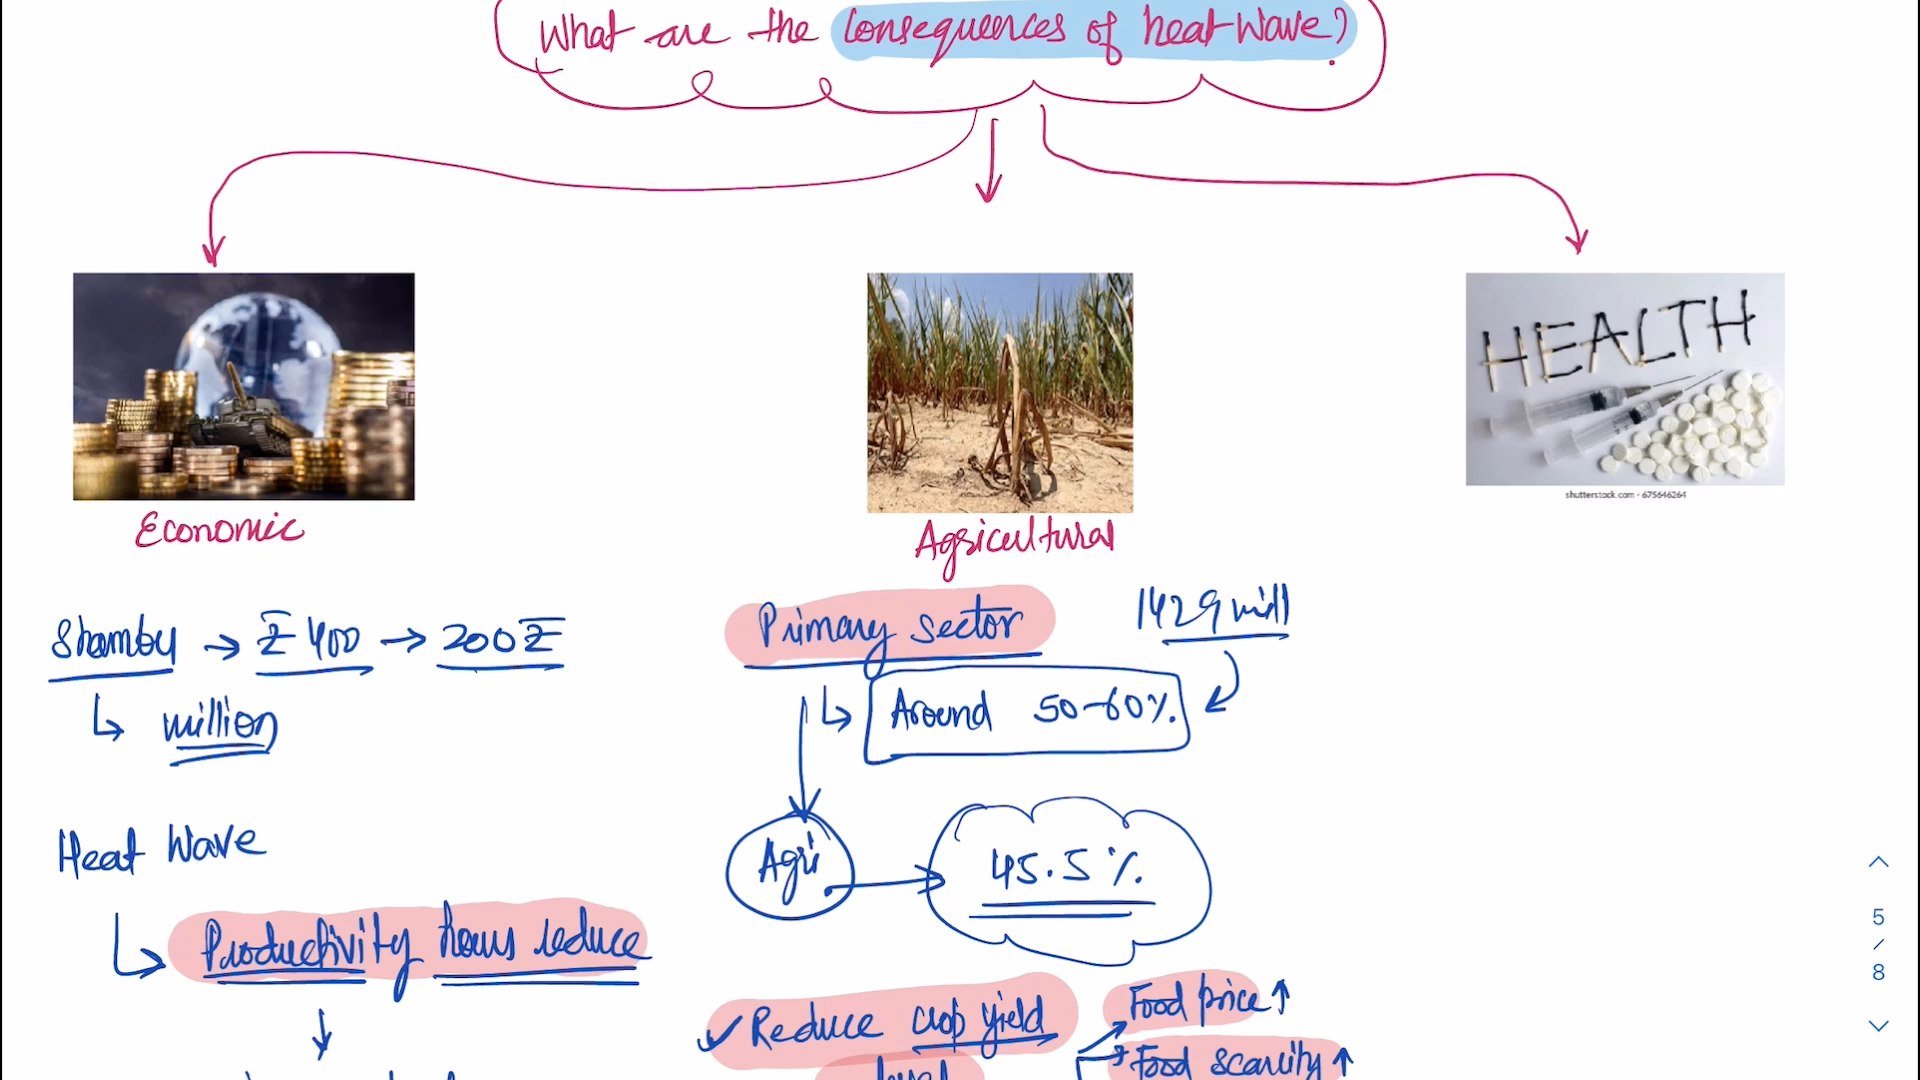 What are the consequences of heat wave?
HEALTH
shutterstock.com · 675646264
Economic
Agricultural
→ ₹ 400 → 200 ₹
million
Primary sector
1429 mill
Around 50-60%.
Heat Wave
Agri → 45.5 %.
Productivity hours reduce
Reduce crop yield
level
Food price ↑
Food scarcity ↑
5
/
8